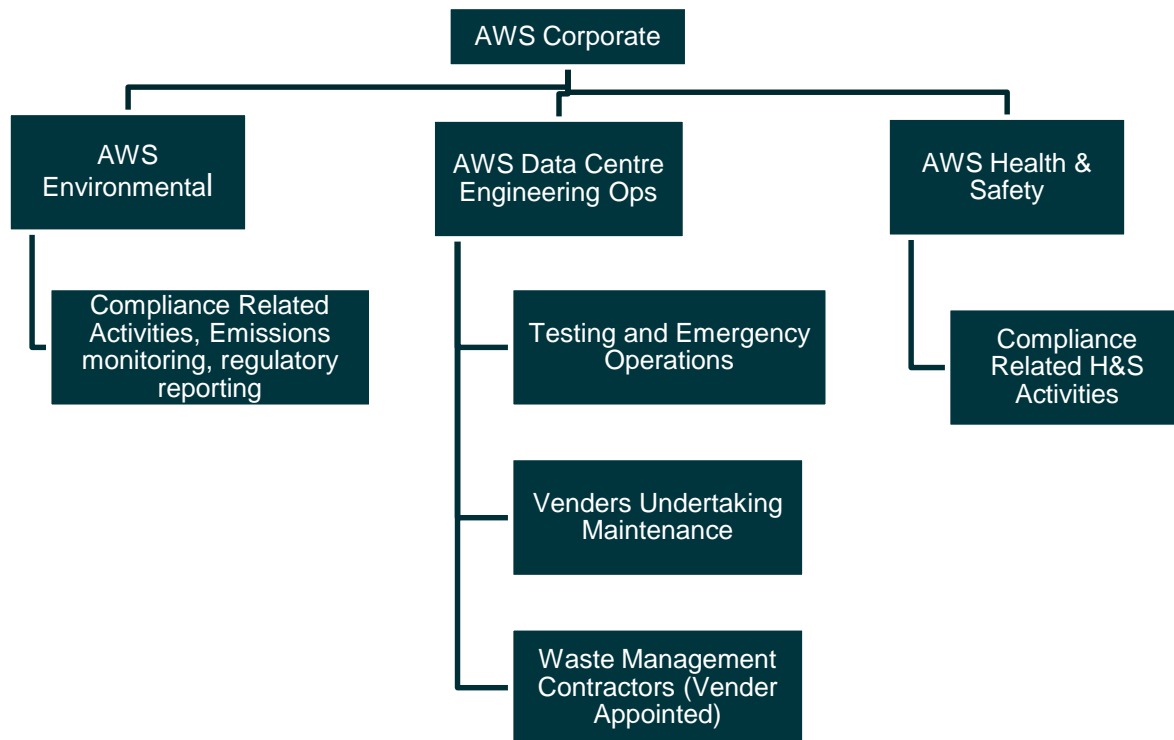 AWS Corporate
AWS
Environmental
AWS Data Centre
Engineering Ops
AWS Health &
Safety
Compliance Related
Activities, Emissions
monitoring, regulatory
reporting
Testing and Emergency
Operations
Compliance
Related H&S
Activities
Venders Undertaking
Maintenance
Waste Management
Contractors (Vender
Appointed)